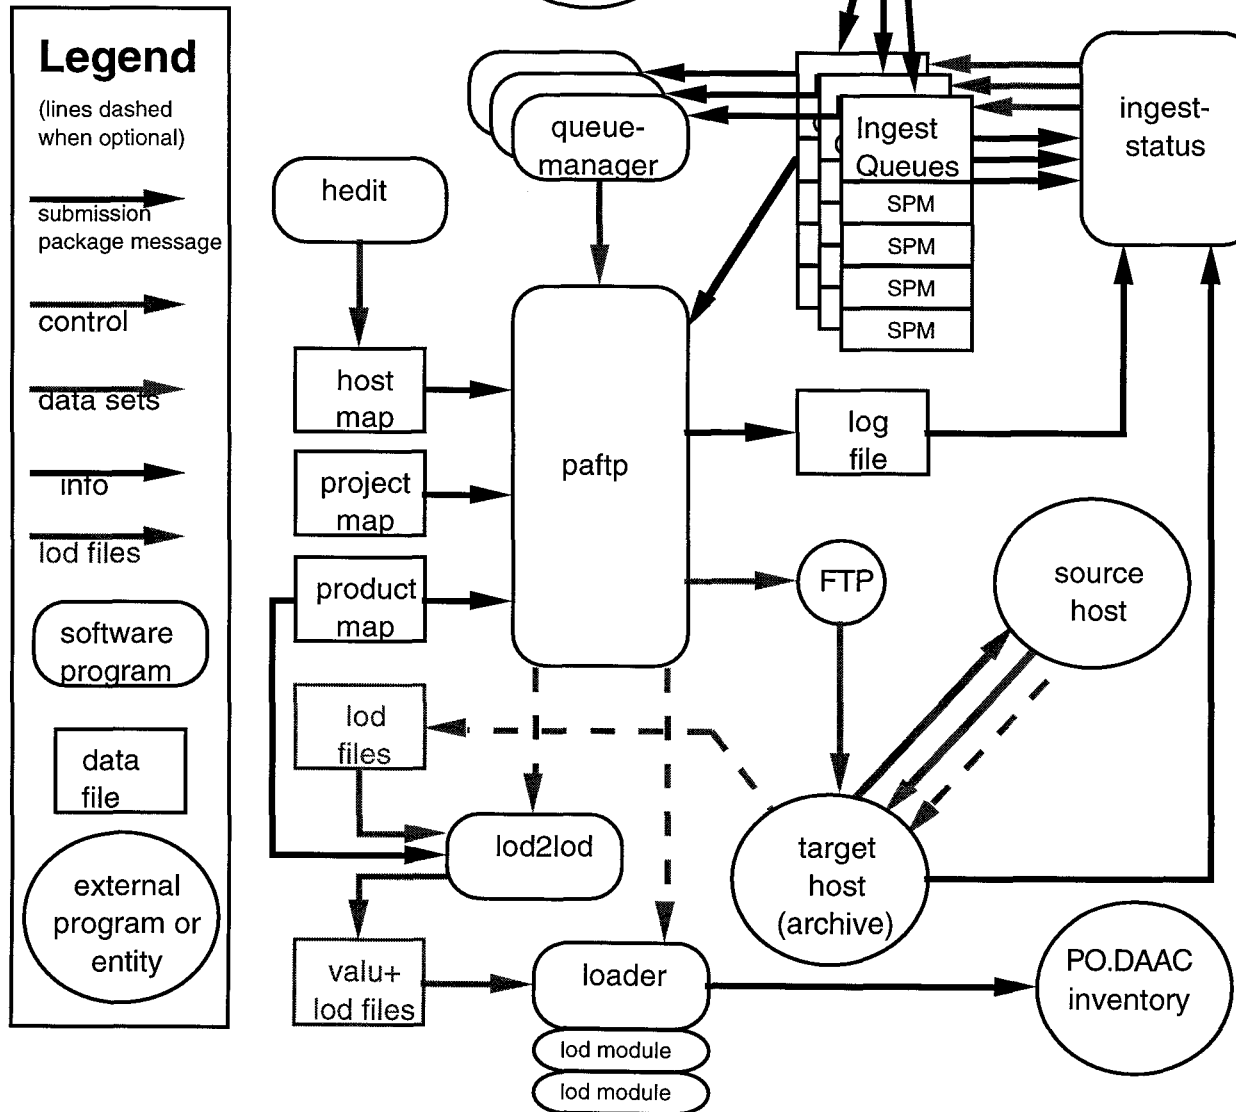 Legend
(lines dashed
when optional)
submission
package message
control
data sets
info
lod files
software
program
data
file
external
program or
entity
queue-
manager
Ingest
Queues
SPM
SPM
SPM
SPM
ingest-
status
hedit
host
map
project
map
product
map
paftp
log
file
FTP
source
host
lod
files
lod2lod
target
host
(archive)
valu+
lod files
loader
lod module
lod module
PO.DAAC
inventory